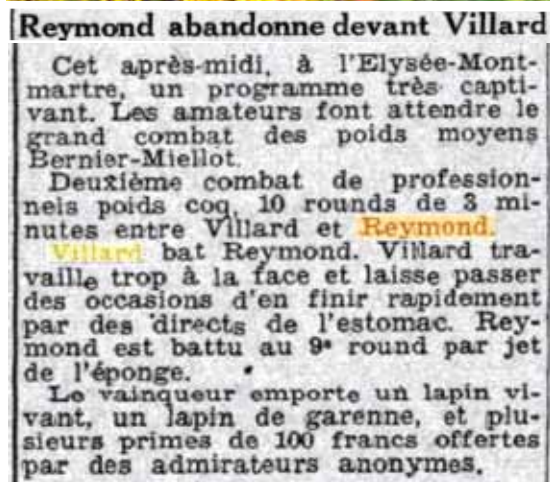 Reymond abandonne devant Villard
Cet après-midi, à l'Elysée-Mont-
martre, un programme très capti-
vant. Les amateurs font attendre le
grand combat des poids moyens
Bernier-Miellot.
Deuxième combat de profession-
nels poids coq, 10 rounds de 3 mi-
nutes entre Villard et Reymond.
Villard bat Reymond. Villard tra-
vaille trop à la face et laisse passer
des occasions d'en finir rapidement
par des directs de l'estomac. Rey-
mond est battu au 9e round par jet
de l'éponge.
Le vainqueur emporte un lapin vi-
vant, un lapin de garenne, et plu-
sieurs primes de 100 francs offertes
par des admirateurs anonymes.